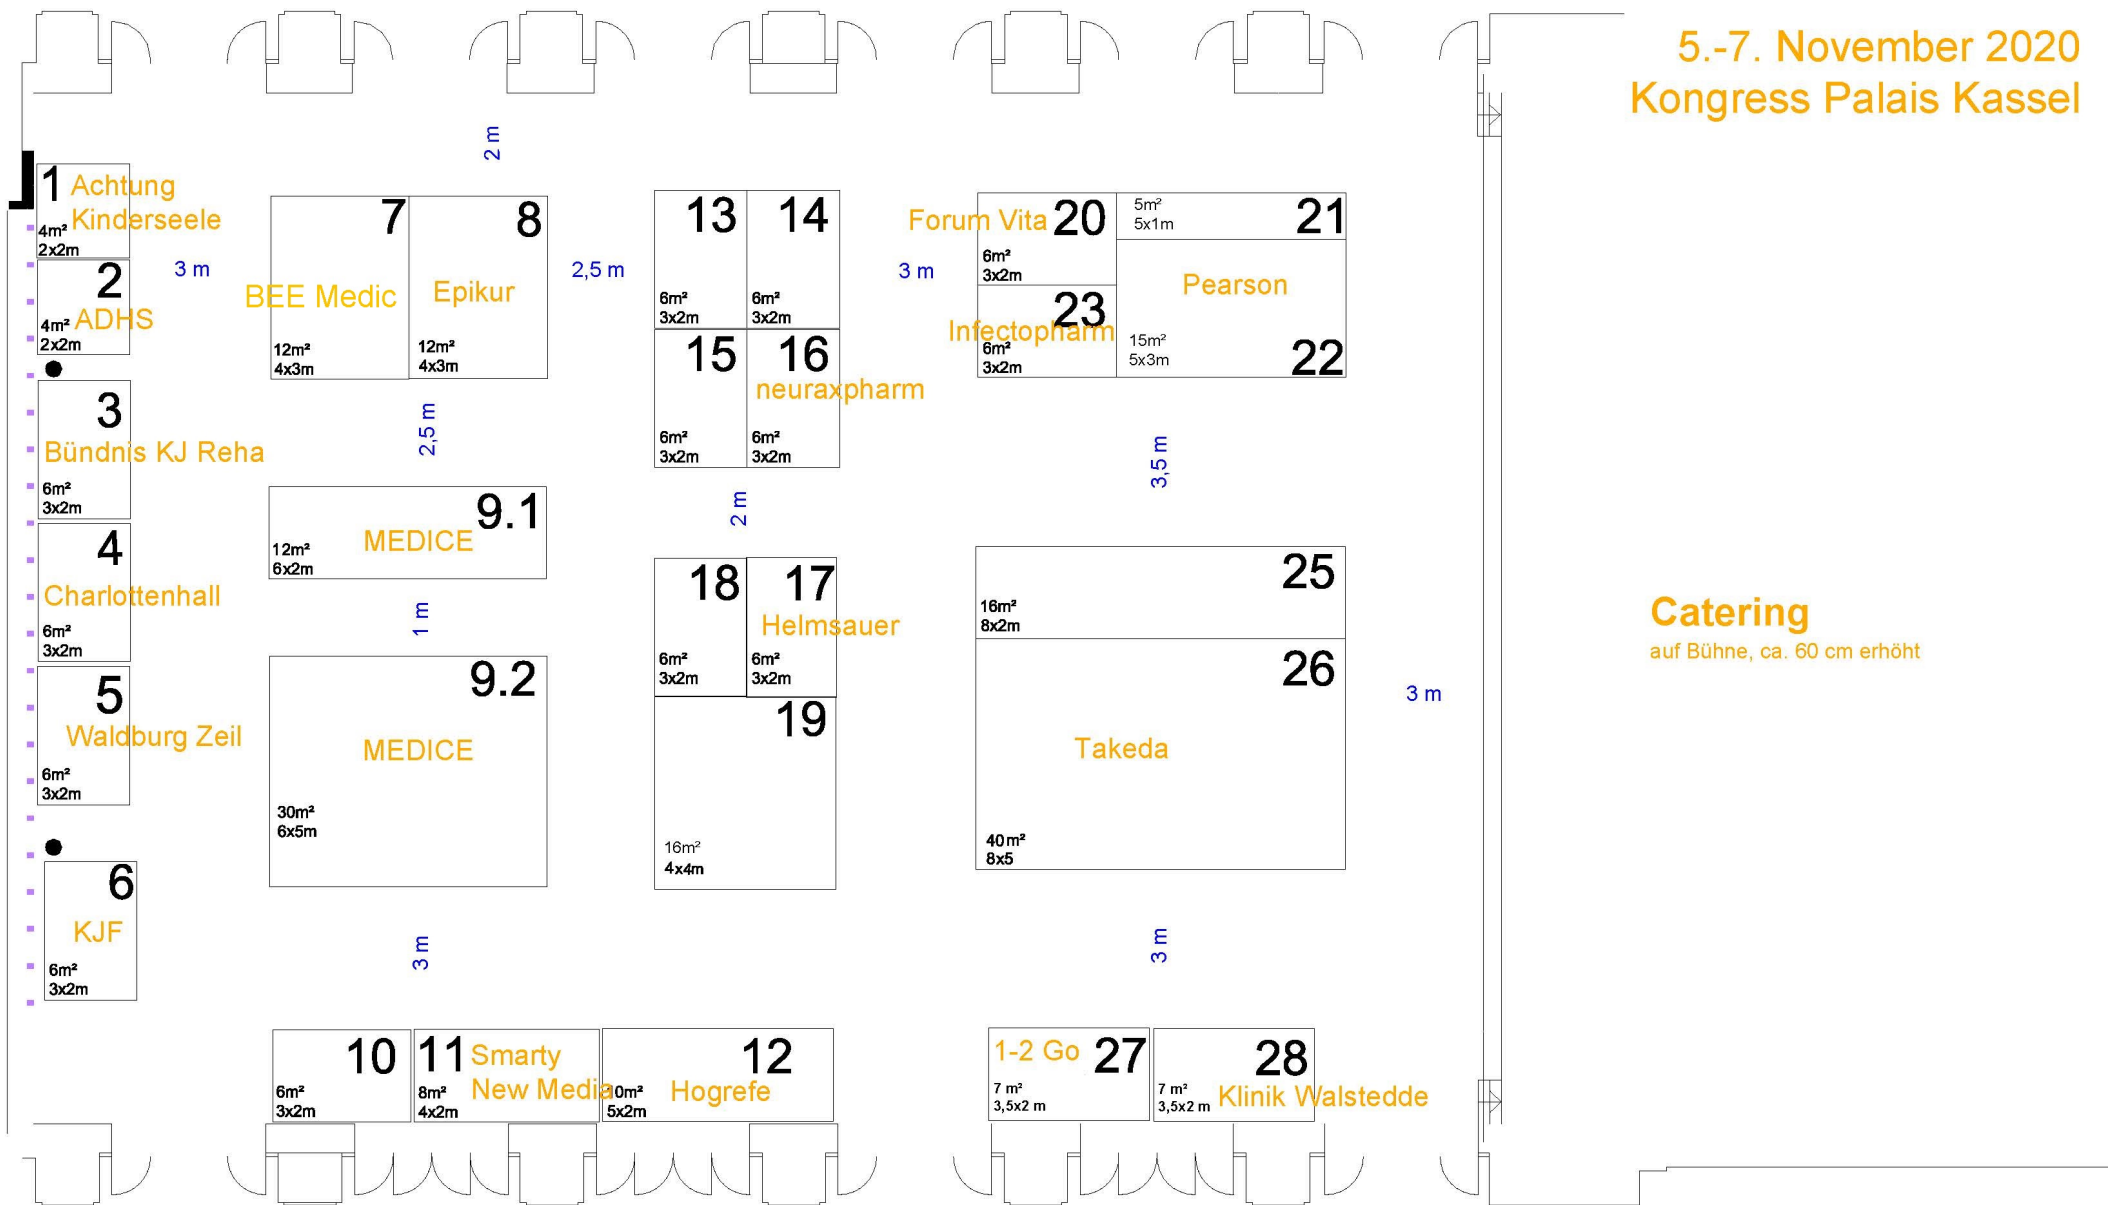 5.-7. November 2020
Kongress Palais Kassel
2 m
1 Achtung
Kinderseele
4m²
2x2m
2
ADHS
4m²
2x2m
3 m
3
Bündnis KJ Reha
6m²
3x2m
4
Charlottenhall
6m²
3x2m
5
Waldburg Zeil
6m²
3x2m
6
KJF
6m²
3x2m
7
BEE Medic
12m²
4x3m
8
Epikur
12m²
4x3m
2,5 m
2,5 m
9.1
MEDICE
12m²
6x2m
1 m
9.2
MEDICE
30m²
6x5m
3 m
10
6m²
3x2m
11 Smarty
New Media
8m²
4x2m
12
Hogrefe
10m²
5x2m
13
6m²
3x2m
14
6m²
3x2m
15
6m²
3x2m
16
neuraxpharm
6m²
3x2m
2 m
18
6m²
3x2m
17
Helmsauer
6m²
3x2m
19
16m²
4x4m
3 m
Forum Vita 20
6m²
3x2m
5m²
5x1m
21
23
Infectopharm
6m²
3x2m
Pearson
15m²
5x3m
22
3,5 m
25
16m²
8x2m
26
Takeda
40m²
8x5
3 m
3 m
1-2 Go 27
7 m²
3,5x2 m
28
7 m²
3,5x2 m
Klinik Walstedde
Catering
auf Bühne, ca. 60 cm erhöht